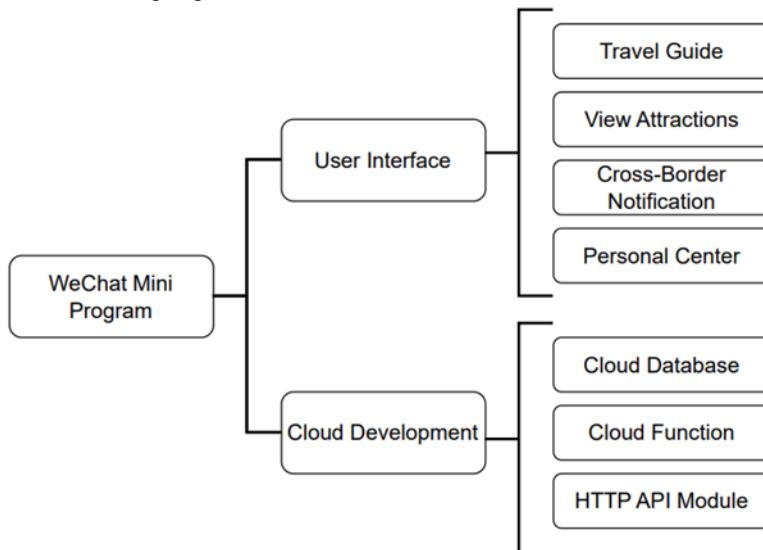 Travel Guide
View Attractions
User Interface
Cross-Border
Notification
Personal Center
WeChat Mini
Program
Cloud Database
Cloud Development
Cloud Function
HTTP API Module